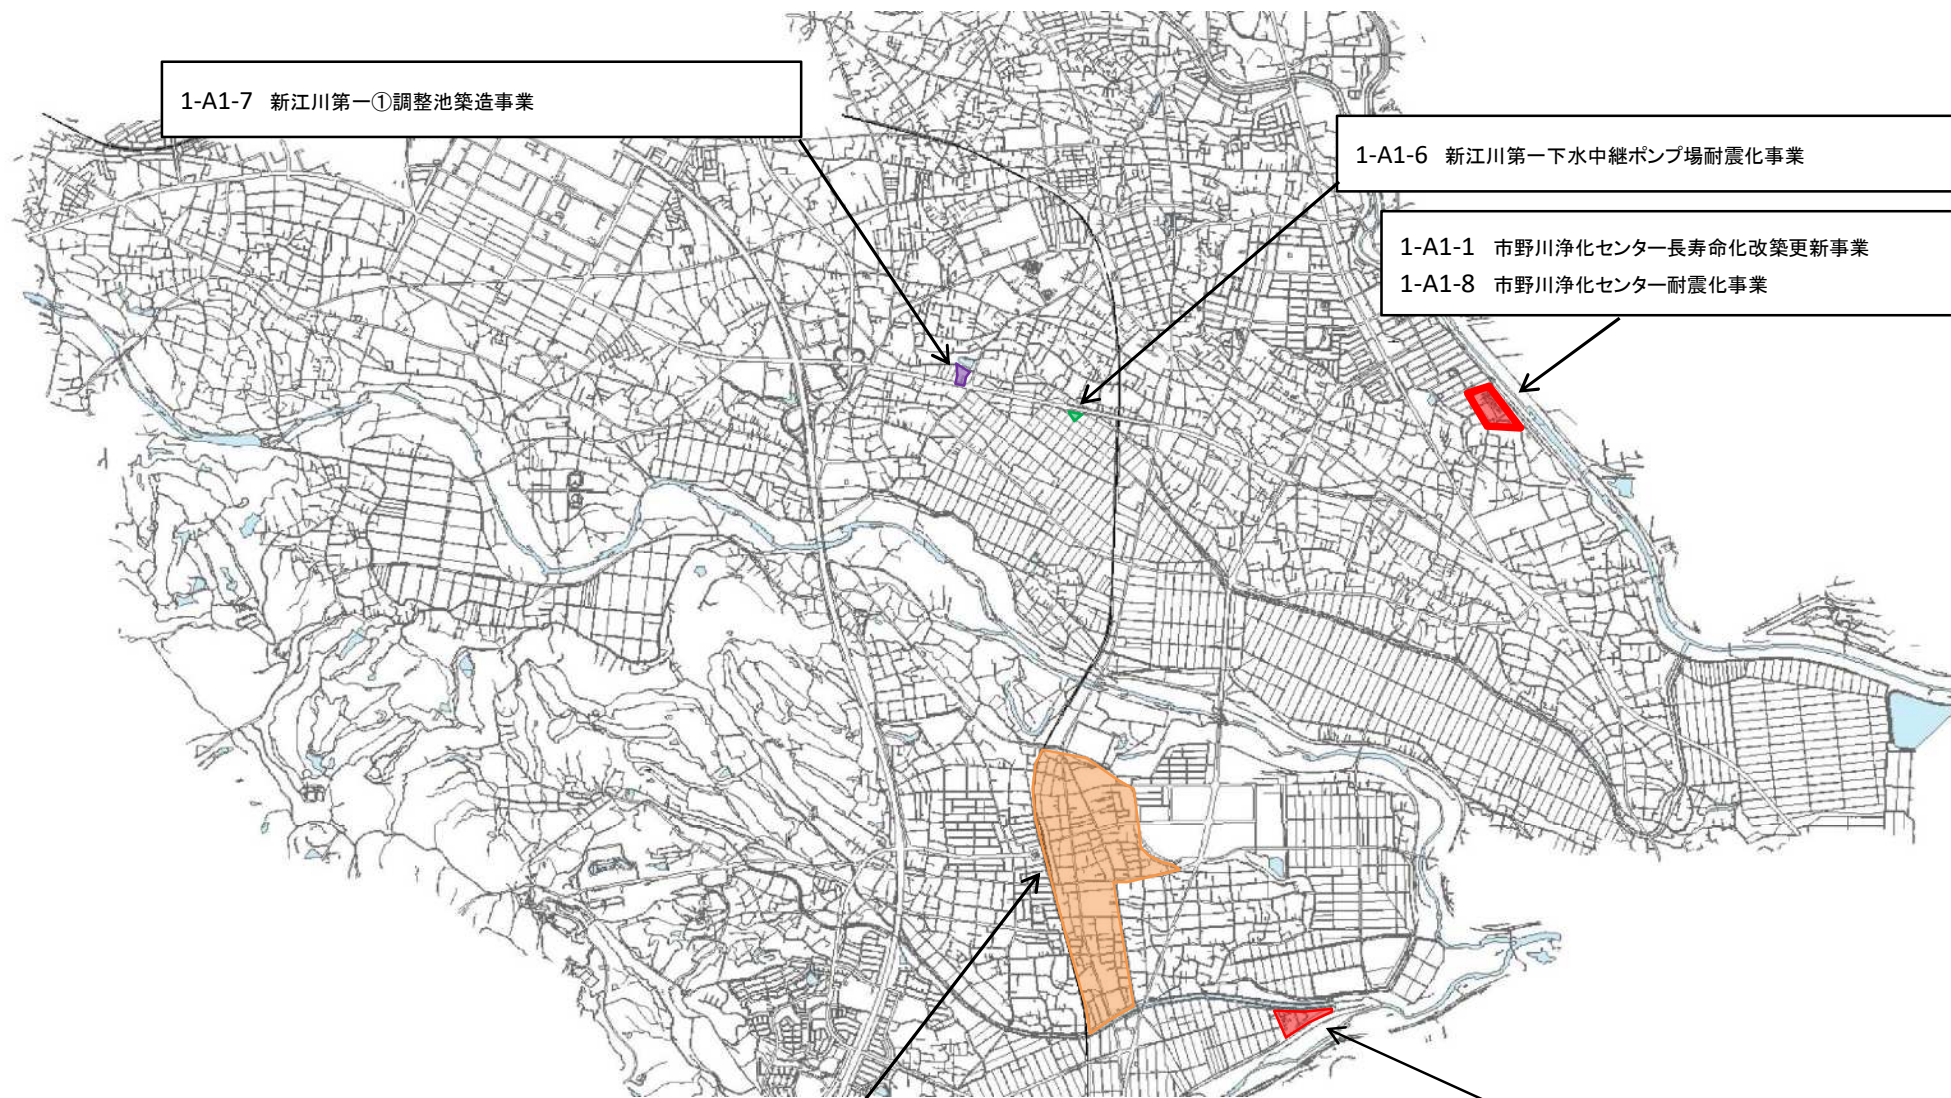 1-A1-7 新江川第一①調整池築造事業
1-A1-6 新江川第一下水中継ポンプ場耐震化事業
1-A1-1 市野川浄化センター長寿命化改築更新事業
1-A1-8 市野川浄化センター耐震化事業